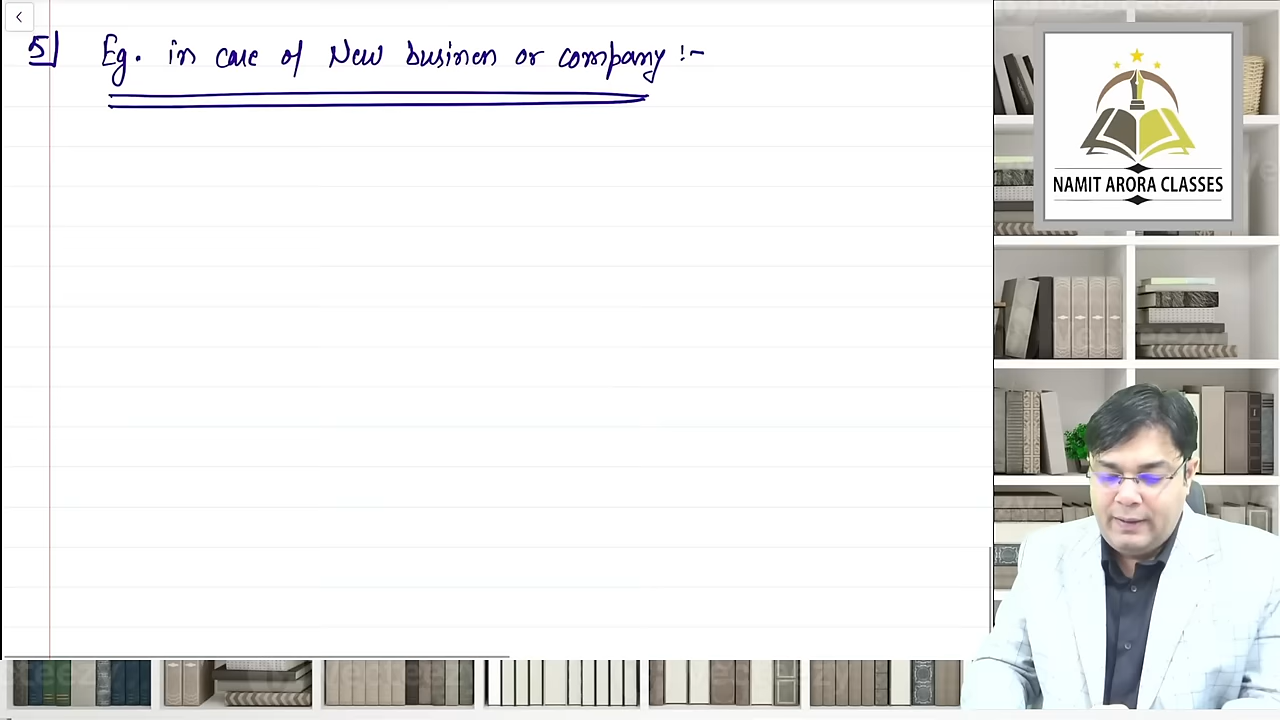 5] Eg. in case of New business or company :-
NAMIT ARORA CLASSES